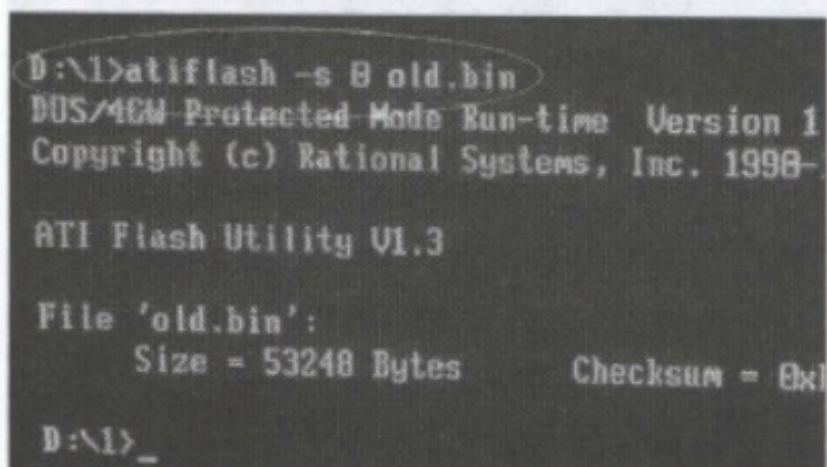 D:\1>atiflash -s 0 old.bin
DOS/4GW Protected Mode Run-time Version 1
Copyright (c) Rational Systems, Inc. 1990-
ATI Flash Utility V1.3
File 'old.bin':
Size = 53248 Bytes Checksum = 0x
D:\1>_